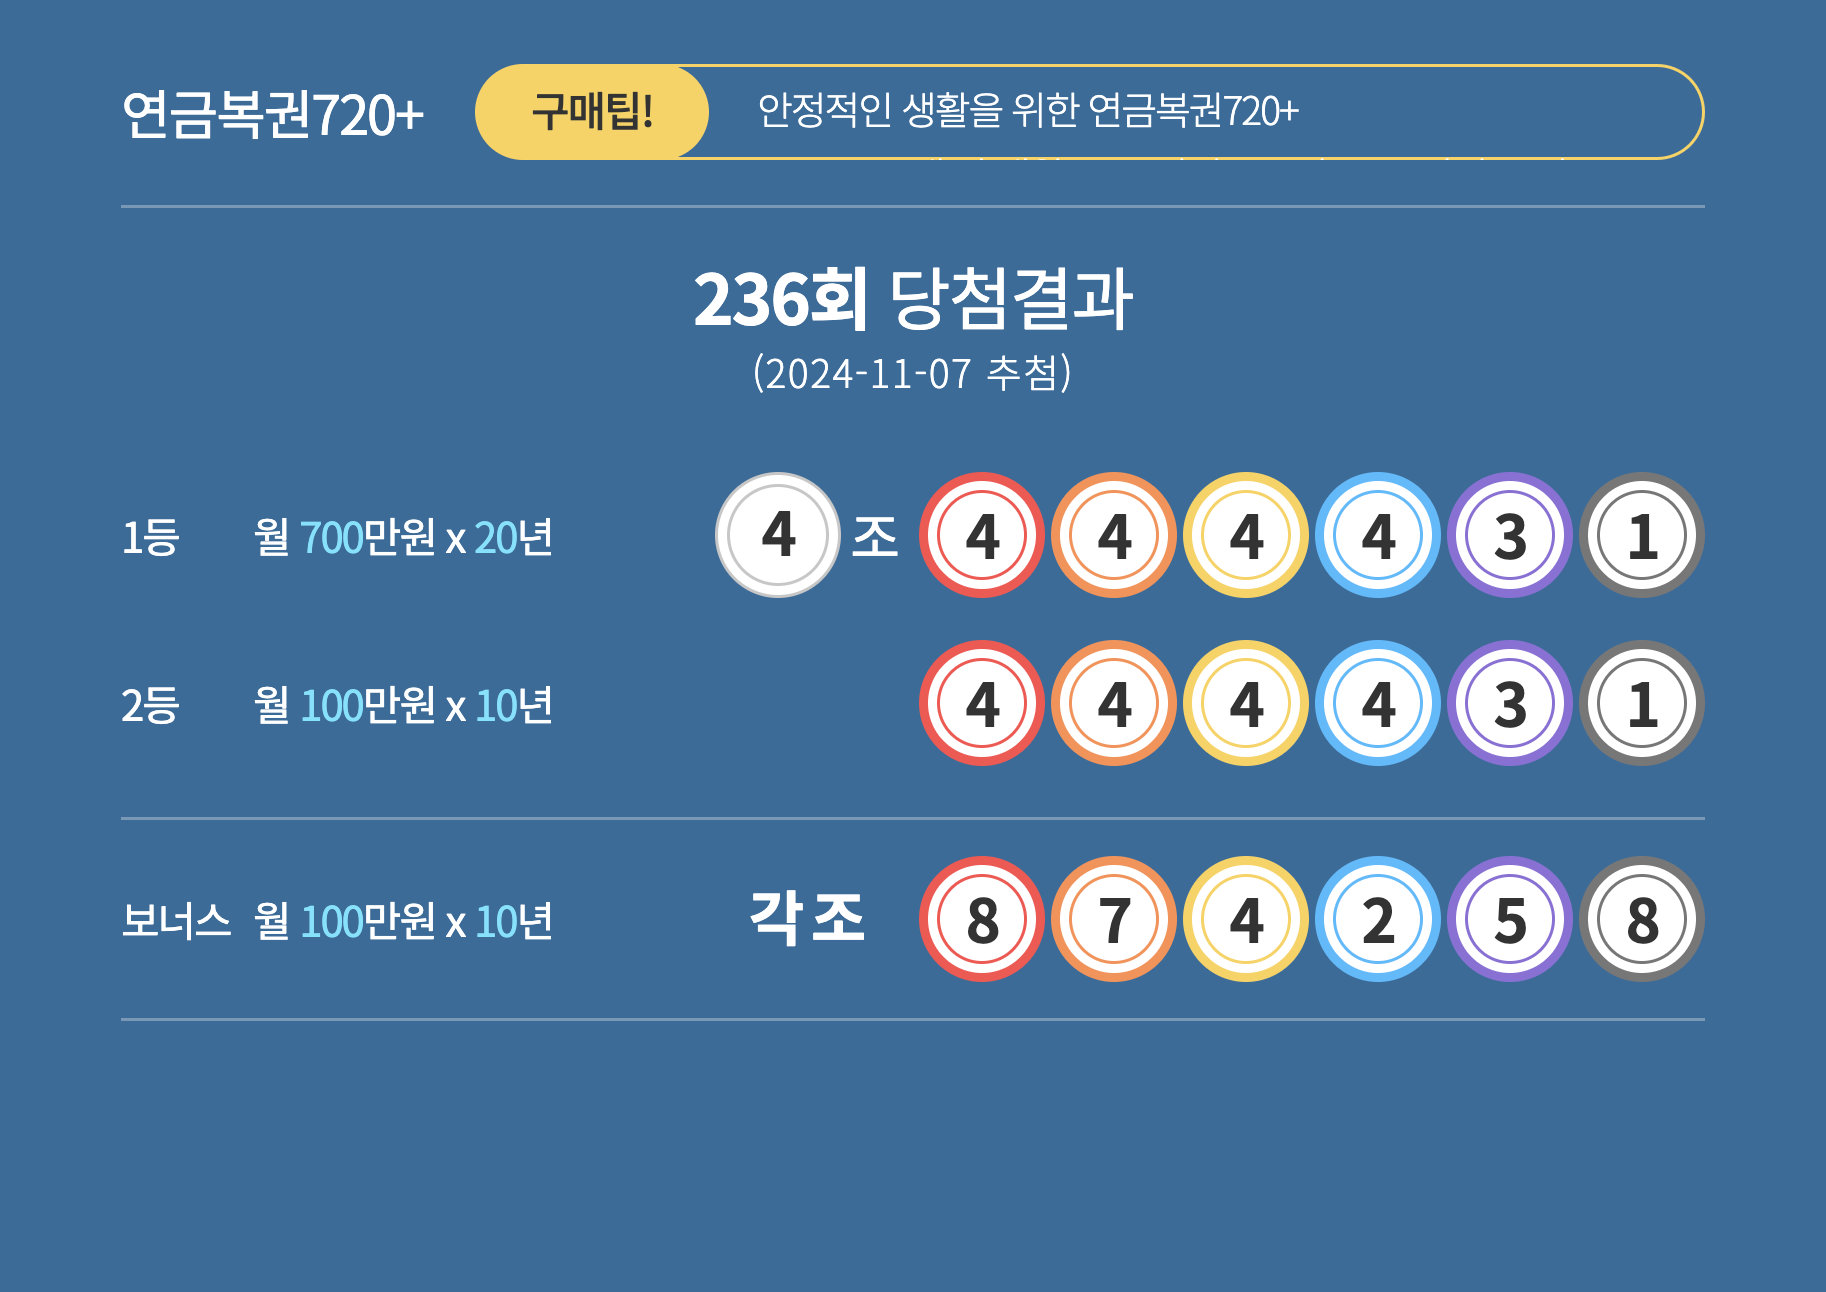 연금복권720+
구매팁!
안정적인 생활을 위한 연금복권720+
236회 당첨결과
(2024-11-07 추첨)
1등 월 700만원 x 20년 4 조 4 4 4 4 3 1
2등 월 100만원 x 10년 4 4 4 4 3 1
보너스 월 100만원 x 10년 각조 8 7 4 2 5 8